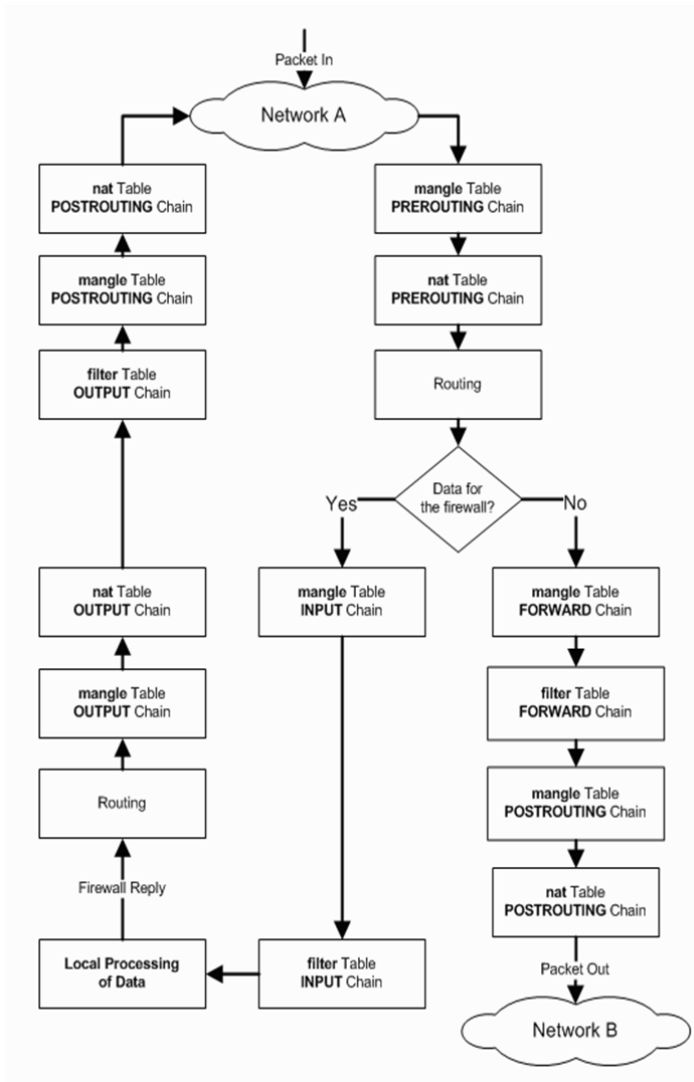 Packet In
Network A
nat Table
POSTROUTING Chain
mangle Table
PREROUTING Chain
mangle Table
POSTROUTING Chain
nat Table
PREROUTING Chain
filter Table
OUTPUT Chain
Routing
Data for
the firewall?
Yes
No
nat Table
OUTPUT Chain
mangle Table
INPUT Chain
mangle Table
FORWARD Chain
mangle Table
OUTPUT Chain
filter Table
FORWARD Chain
Routing
mangle Table
POSTROUTING Chain
Firewall Reply
nat Table
POSTROUTING Chain
Local Processing
of Data
filter Table
INPUT Chain
Packet Out
Network B